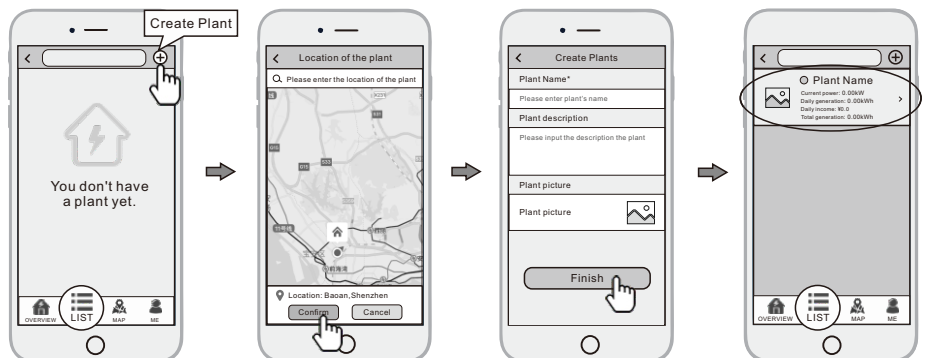 Create Plant
You don't have
a plant yet.
OVERVIEW
LIST
MAP
ME
Location of the plant
Please enter the location of the plant
前海湾
Location: Baoan,Shenzhen
Confirm
Cancel
Create Plants
Plant Name*
Please enter plant's name
Plant description
Please input the description the plant
Plant picture
Plant picture
Finish
Plant Name
Current power: 0.00kW
Daily generation: 0.00kWh
Daily income: ¥0.0
Total generation: 0.00kWh
OVERVIEW
LIST
MAP
ME